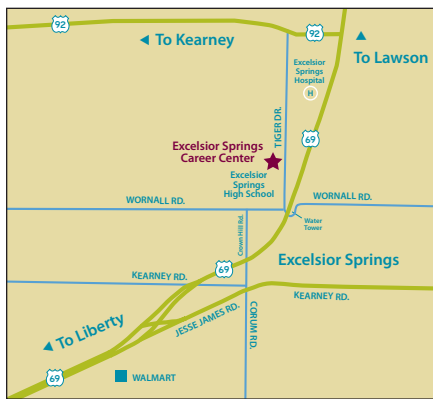 92
92
To Kearney
To Lawson
Excelsior
Springs
Hospital
H
TIGER DR.
69
Excelsior Springs
Career Center
Excelsior
Springs
High School
WORNALL RD.
WORNALL RD.
Crown Hill Rd.
Water
Tower
Excelsior Springs
69
KEARNEY RD.
KEARNEY RD.
To Liberty
JESSE JAMES RD.
CORUM RD.
69
WALMART